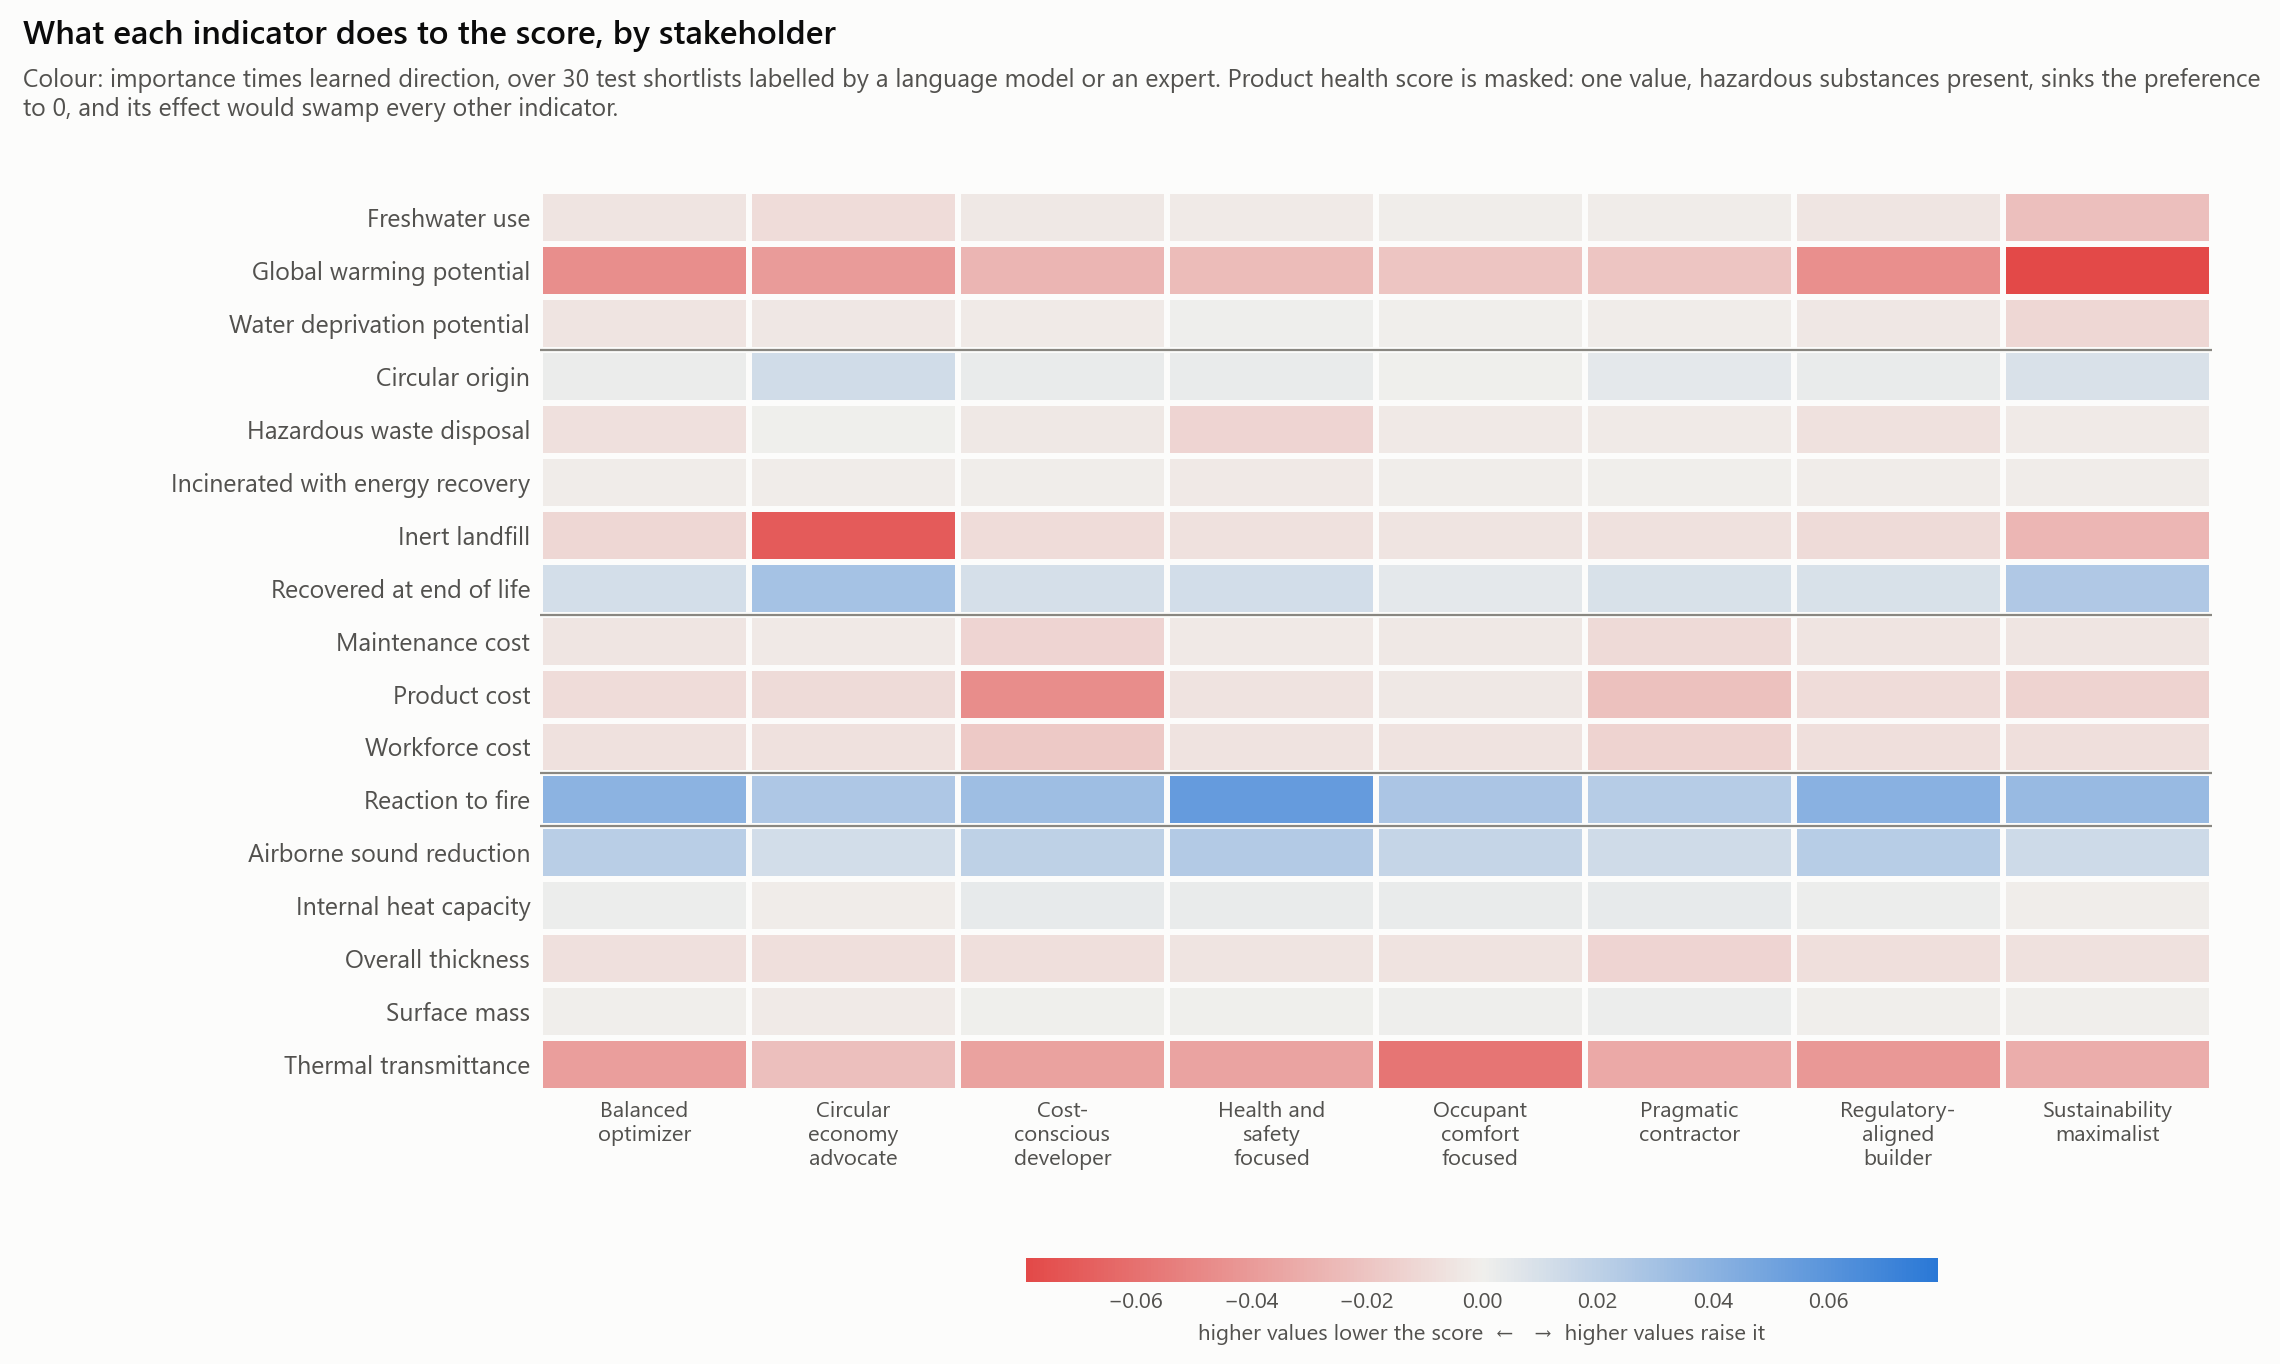 What each indicator does to the score, by stakeholder
Colour: importance times learned direction, over 30 test shortlists labelled by a language model or an expert. Product health score is masked: one value, hazardous substances present, sinks the preference
to 0, and its effect would swamp every other indicator.
Freshwater use
Global warming potential
Water deprivation potential
Circular origin
Hazardous waste disposal
Incinerated with energy recovery
Inert landfill
Recovered at end of life
Maintenance cost
Product cost
Workforce cost
Reaction to fire
Airborne sound reduction
Internal heat capacity
Overall thickness
Surface mass
Thermal transmittance
Balanced
optimizer
Circular
economy
advocate
Cost-
conscious
developer
Health and
safety
focused
Occupant
comfort
focused
Pragmatic
contractor
Regulatory-
aligned
builder
Sustainability
maximalist
−0.06 −0.04 −0.02 0.00 0.02 0.04 0.06
higher values lower the score ← → higher values raise it